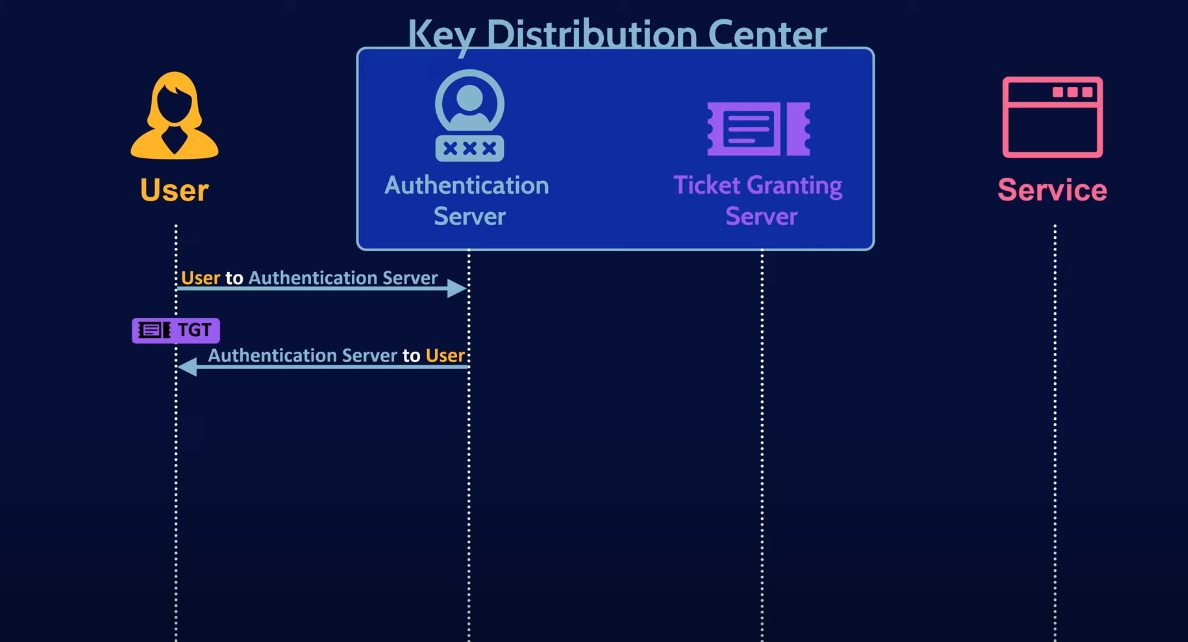 Key Distribution Center
User
Authentication
Server
Ticket Granting
Server
Service
User to Authentication Server
TGT
Authentication Server to User